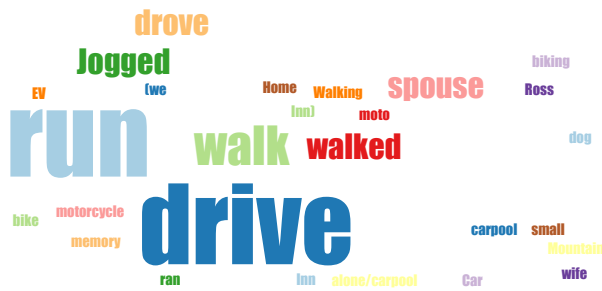 drove
Jogged
biking
EV
(we
Home
Walking
spouse
Ross
run
Inn)
moto
walk
walked
dog
drive
bike
motorcycle
memory
carpool
small
Mountain
ran
Inn
alone/carpool
Car
wife